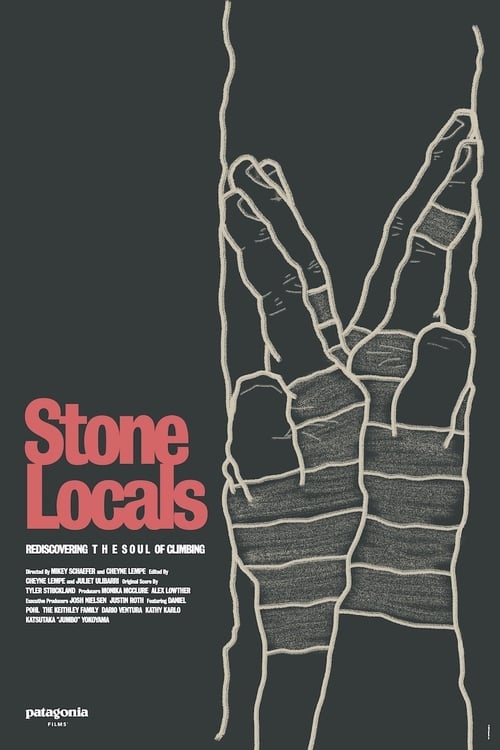 Stone
Locals
REDISCOVERING THE SOUL OF CLIMBING
Directed By MIKEY SCHAEFER and CHEYNE LEMPE Edited By
CHEYNE LEMPE and JULIET ULIBARRI Original Score By
TYLER STRICKLAND Producers MONIKA MCCLURE ALEX LOWTHER
Executive Producers JOSH NIELSEN JUSTIN ROTH Featuring DANIEL
POHL THE KEITHLEY FAMILY DARIO VENTURA KATHY KARLO
KATSUTAKA "JUMBO" YOKOYAMA
patagonia
FILMS